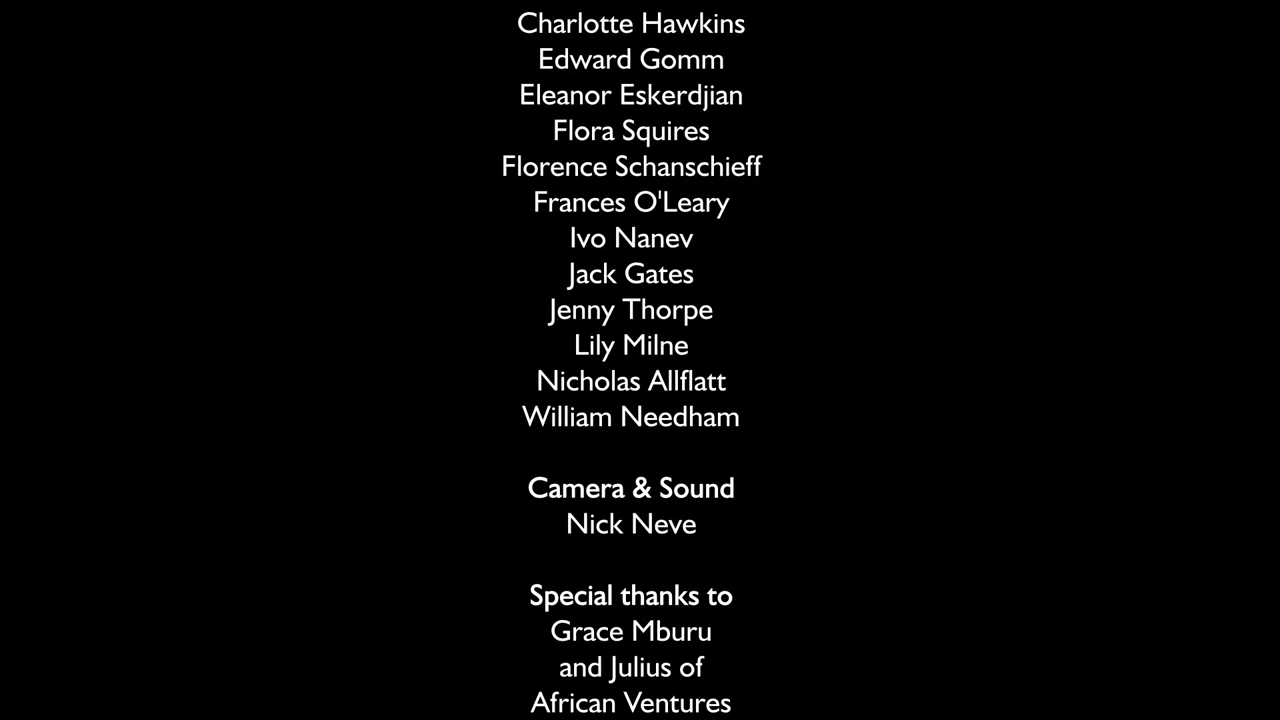 Charlotte Hawkins
Edward Gomm
Eleanor Eskerdjian
Flora Squires
Florence Schanschieff
Frances O'Leary
Ivo Nanev
Jack Gates
Jenny Thorpe
Lily Milne
Nicholas Allflatt
William Needham
Camera & Sound
Nick Neve
Special thanks to
Grace Mburu
and Julius of
African Ventures